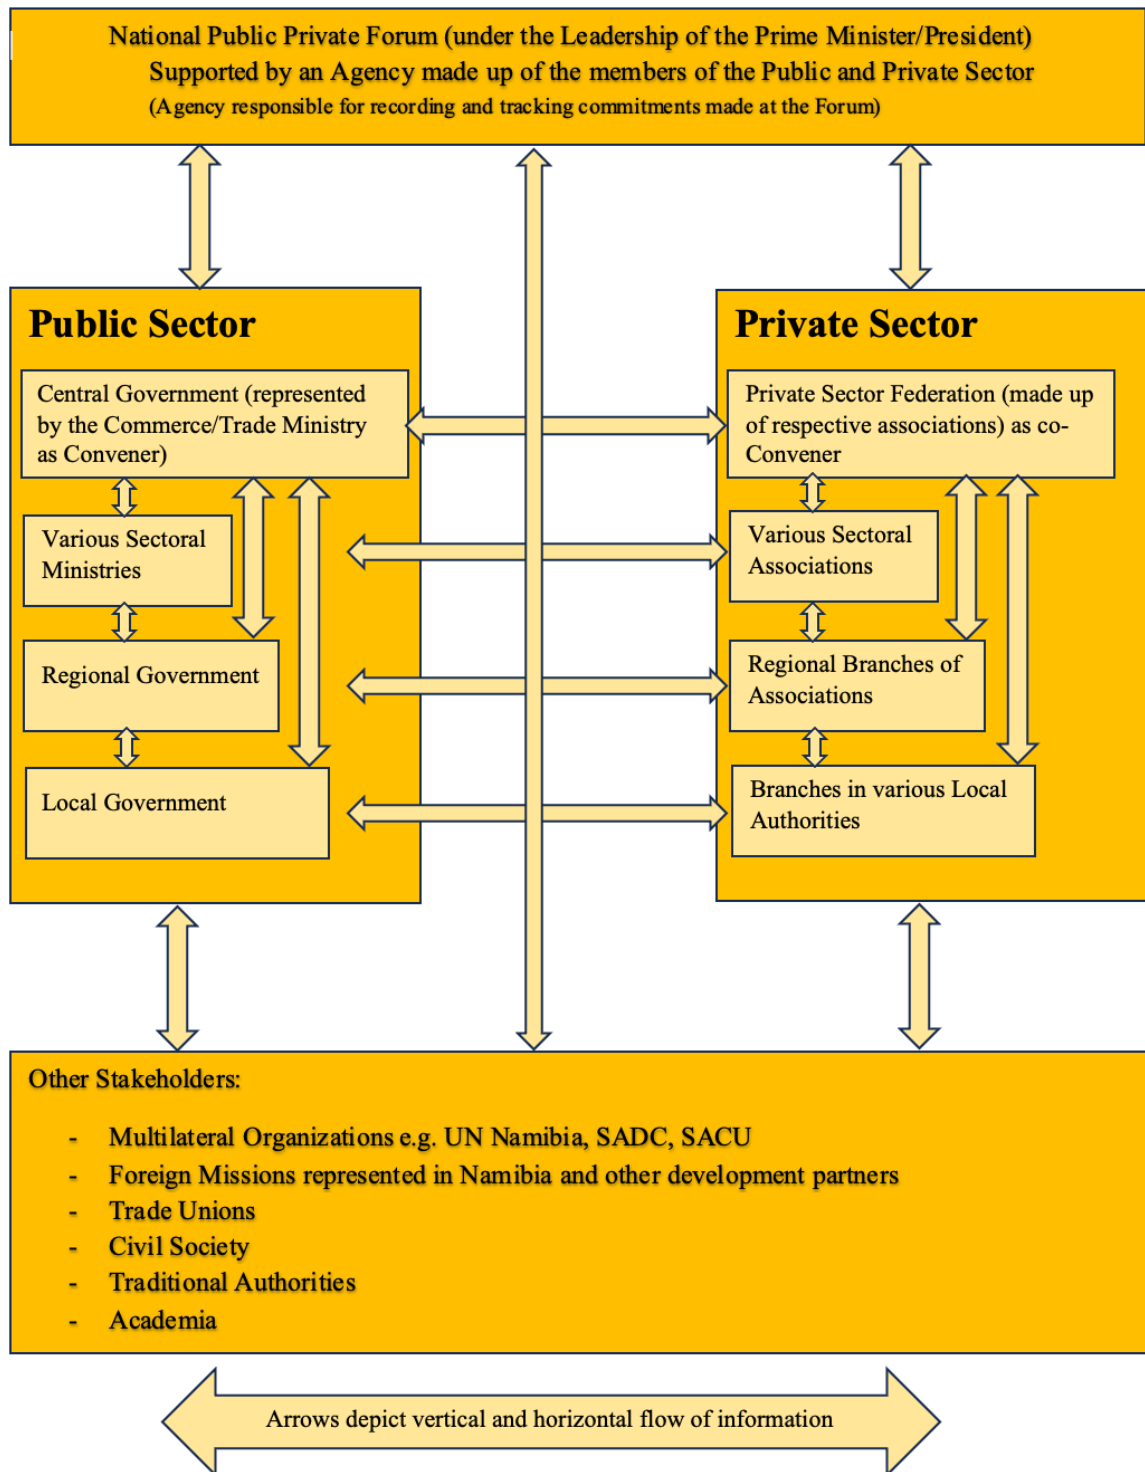 National Public Private Forum (under the Leadership of the Prime Minister/President)
Supported by an Agency made up of the members of the Public and Private Sector
(Agency responsible for recording and tracking commitments made at the Forum)
Public Sector
Central Government (represented
by the Commerce/Trade Ministry
as Convener)
Various Sectoral
Ministries
Regional Government
Local Government
Private Sector
Private Sector Federation (made up
of respective associations) as co-
Convener
Various Sectoral
Associations
Regional Branches of
Associations
Branches in various Local
Authorities
Other Stakeholders:
- Multilateral Organizations e.g. UN Namibia, SADC, SACU
- Foreign Missions represented in Namibia and other development partners
- Trade Unions
- Civil Society
- Traditional Authorities
- Academia
Arrows depict vertical and horizontal flow of information